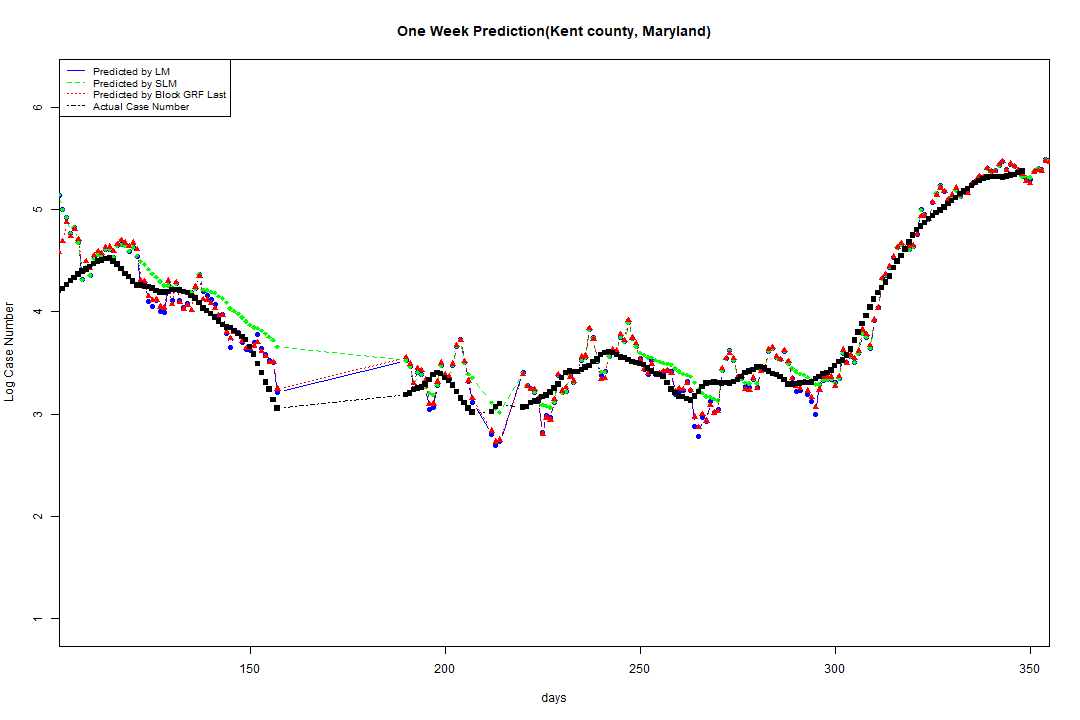 One Week Prediction(Kent county, Maryland)
Predicted by LM
Predicted by SLM
Predicted by Block GRF Last
Actual Case Number
Log Case Number
6
5
4
3
2
1
150 200 250 300 350
days